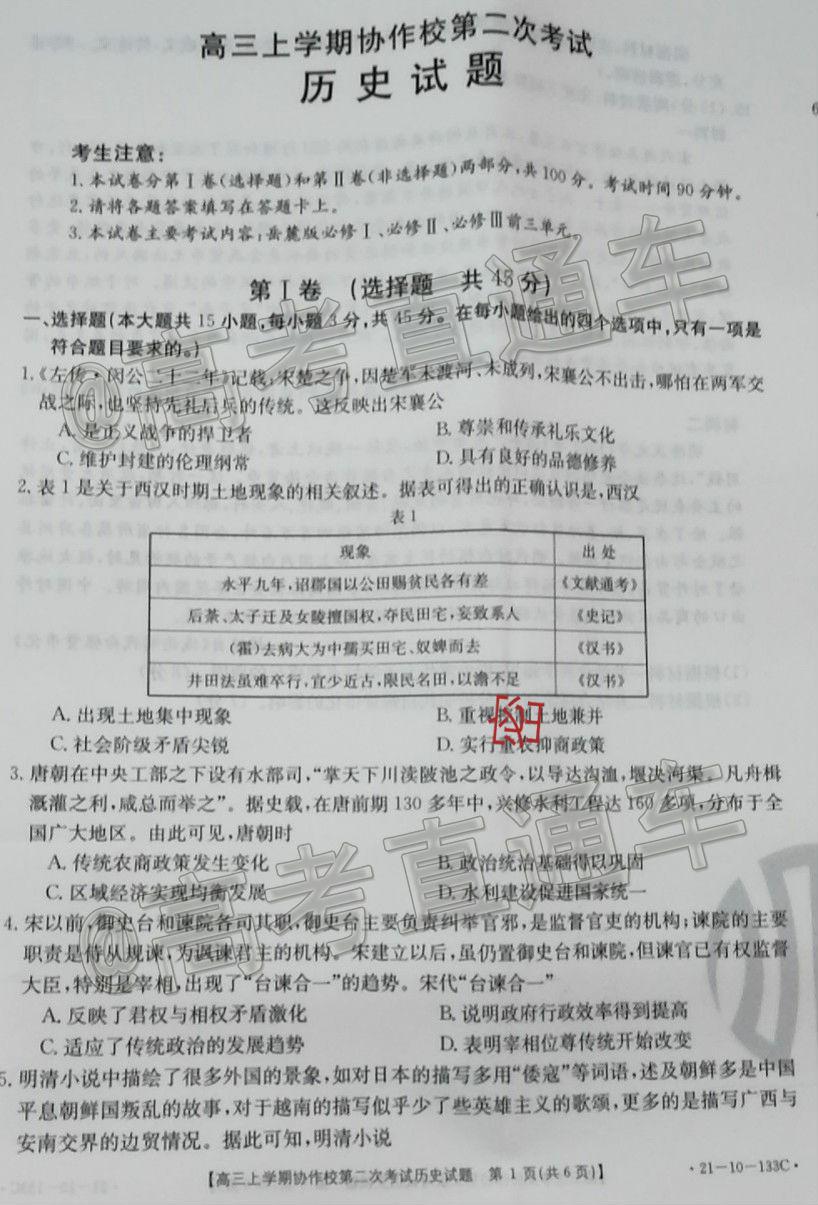 高三上学期协作校第二次考试
历史试题
考生注意:
1.本试卷分第Ⅰ卷(选择题)和第Ⅱ卷(非选择题)两部分,共100分。考试时间90分钟。
2.请将各题答案填写在答题卡上。
3.本试卷主要考试内容:岳麓版必修Ⅰ、必修Ⅱ、必修Ⅲ前三单元。
第Ⅰ卷 (选择题 共45分)
一、选择题(本大题共15小题,每小题3分,共45分。在每小题给出的四个选项中,只有一项是
符合题目要求的。)
1.《左传·闵公二十二年》记载:宋楚之争,因楚军未渡河、未成列,宋襄公不出击,哪怕在两军交
战之际,也坚持先礼后兵的传统。这反映出宋襄公
A.是正义战争的捍卫者 B.尊崇和传承礼乐文化
C.维护封建的伦理纲常 D.具有良好的品德修养
2.表1是关于西汉时期土地现象的相关叙述。据表可得出的正确认识是,西汉
表1
现象 出处
永平九年,诏郡国以公田赐贫民各有差 《文献通考》
后荼、太子迁及女陵擅国权,夺民田宅,妄致系人 《史记》
(霍)去病大为中孺买田宅、奴婢而去 《汉书》
井田法虽难卒行,宜少近古,限民名田,以澹不足 《汉书》
A.出现土地集中现象 B.重视控制土地兼并
C.社会阶级矛盾尖锐 D.实行重农抑商政策
3.唐朝在中央工部之下设有水部司,“掌天下川渎陂池之政令,以导达沟洫,堰决河渠。凡舟楫
溉灌之利,咸总而举之”。据史载,在唐前期130多年中,兴修水利工程达160多项,分布于全
国广大地区。由此可见,唐朝时
A.传统农商政策发生变化 B.政治统治基础得以巩固
C.区域经济实现均衡发展 D.水利建设促进国家统一
4.宋以前,御史台和谏院各司其职,御史台主要负责纠举官邪,是监督官吏的机构;谏院的主要
职责是侍从规谏,为讽谏君主的机构。宋建立以后,虽仍置御史台和谏院,但谏官已有权监督
大臣,特别是宰相,出现了“台谏合一”的趋势。宋代“台谏合一”
A.反映了君权与相权矛盾激化 B.说明政府行政效率得到提高
C.适应了传统政治的发展趋势 D.表明宰相位尊传统开始改变
5.明清小说中描绘了很多外国的景象,如对日本的描写多用“倭寇”等词语,述及朝鲜多是中国
平息朝鲜国叛乱的故事,对于越南的描写似乎少了些英雄主义的歌颂,更多的是描写广西与
安南交界的边贸情况。据此可知,明清小说
【高三上学期协作校第二次考试历史试题 第1页(共6页)】 ·21-10-133C·
@高考直通车
@高考直通车